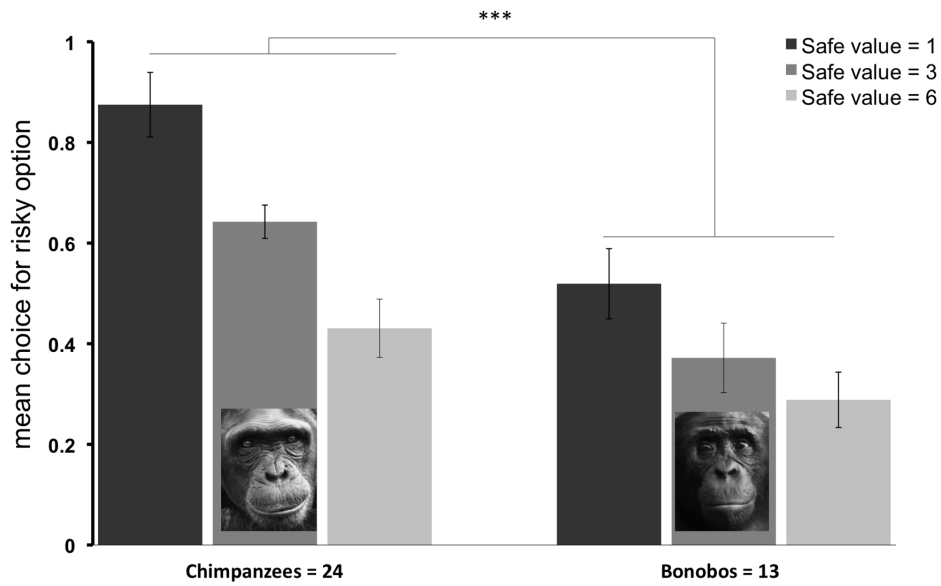 ***
Safe value = 1
Safe value = 3
Safe value = 6
mean choice for risky option
1
0.8
0.6
0.4
0.2
0
Chimpanzees = 24
Bonobos = 13